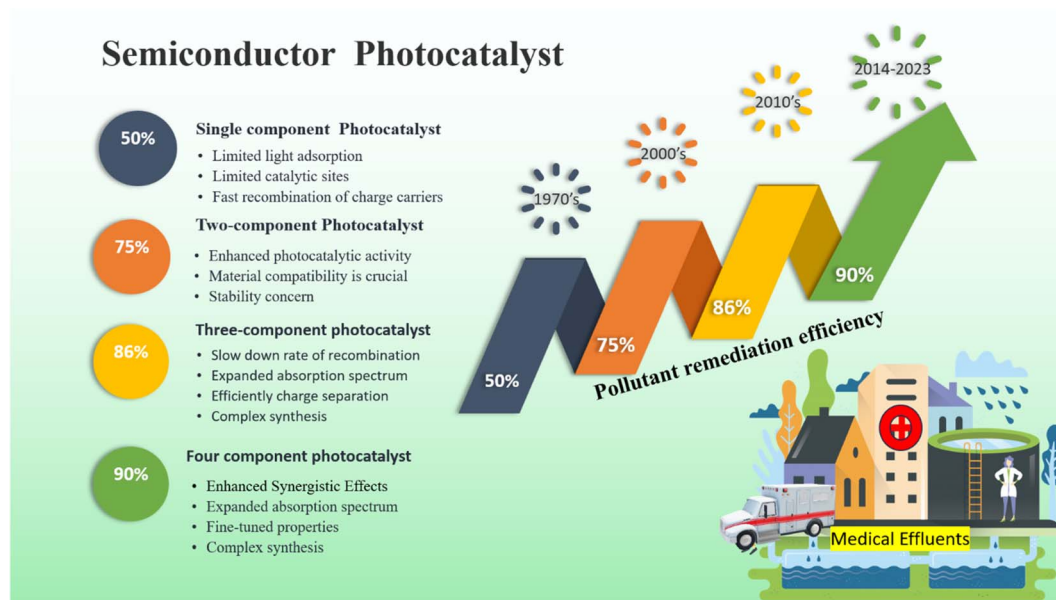 Semiconductor Photocatalyst
50%
Single component Photocatalyst
• Limited light adsorption
• Limited catalytic sites
• Fast recombination of charge carriers
75%
Two-component Photocatalyst
• Enhanced photocatalytic activity
• Material compatibility is crucial
• Stability concern
86%
Three-component photocatalyst
• Slow down rate of recombination
• Expanded absorption spectrum
• Efficiently charge separation
• Complex synthesis
90%
Four component photocatalyst
• Enhanced Synergistic Effects
• Expanded absorption spectrum
• Fine-tuned properties
• Complex synthesis
1970's
2000's
2010's
2014-2023
50%
75%
86%
90%
Pollutant remediation efficiency
Medical Effluents